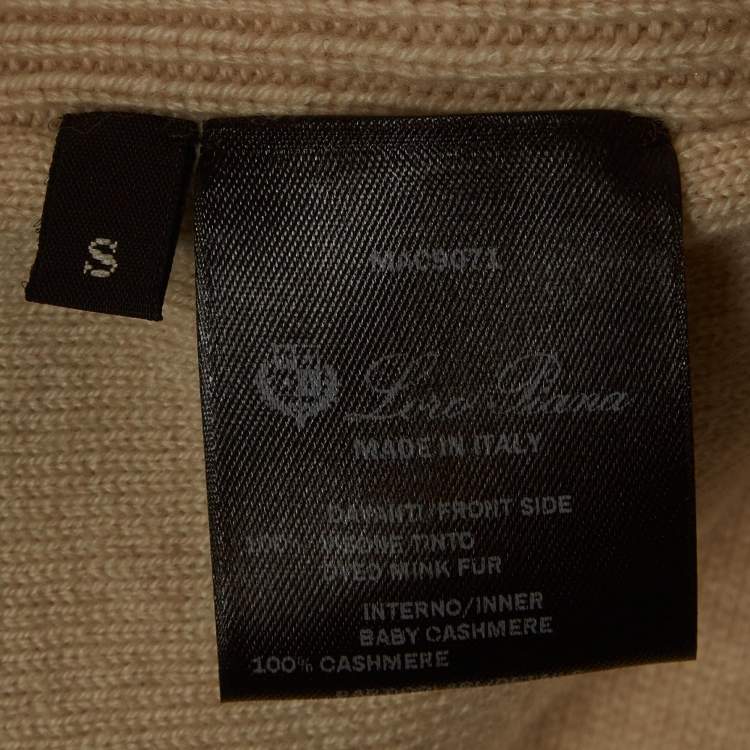 S
MAC9071
Loro Piana
MADE IN ITALY
DAVANTI/FRONT SIDE
100% VISONE TINTO
DYED MINK FUR
INTERNO/INNER
BABY CASHMERE
100% CASHMERE